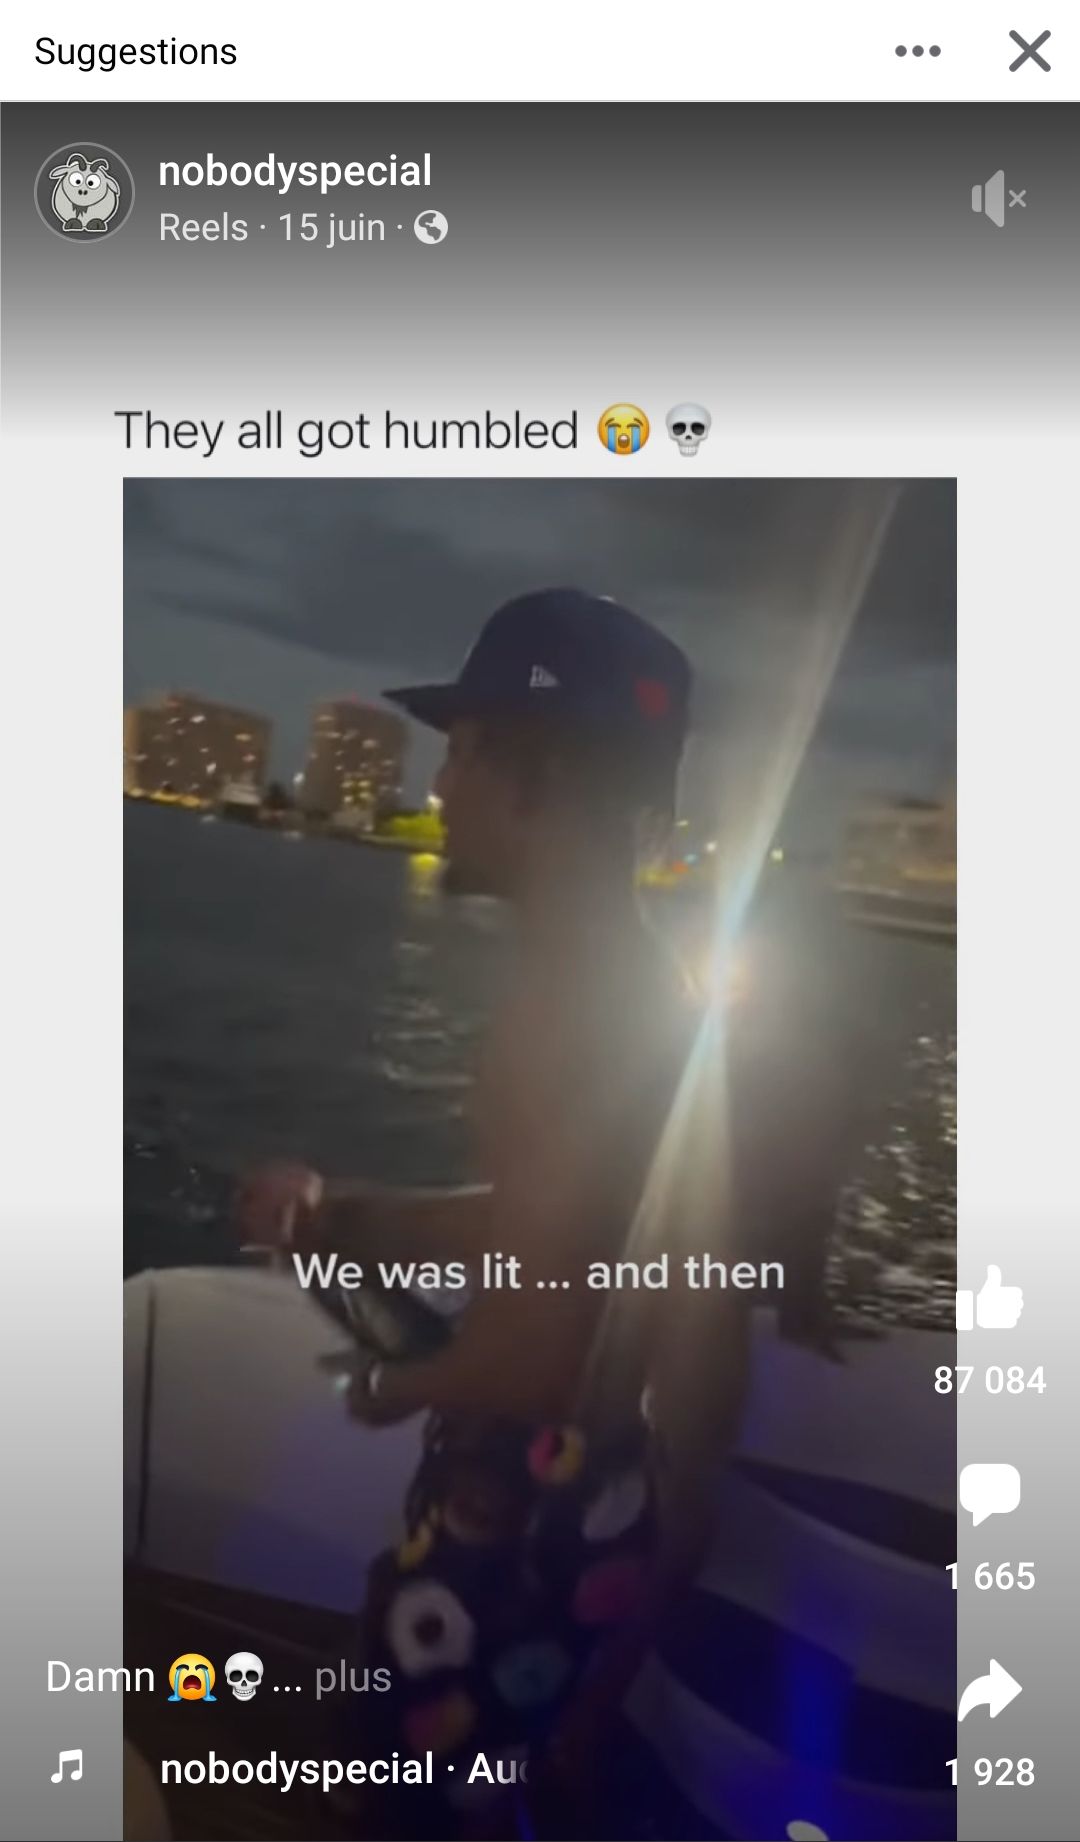 Suggestions
nobodyspecial
Reels · 15 juin ·
They all got humbled 😭 💀
We was lit ... and then
87 084
1 665
Damn 😭💀... plus
1 928
nobodyspecial ·